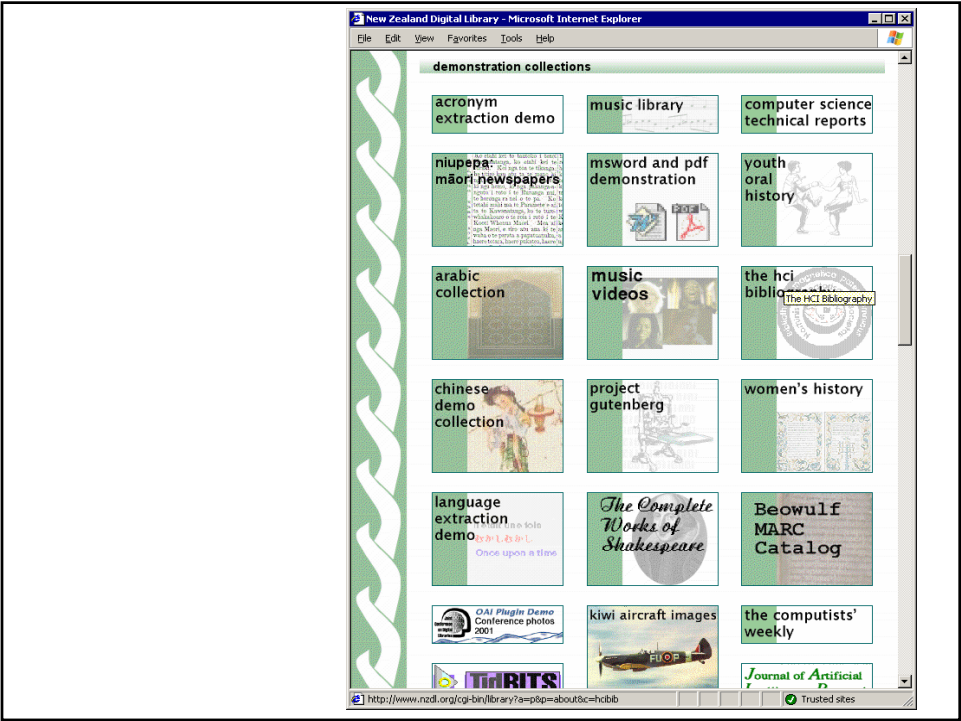 New Zealand Digital Library - Microsoft Internet Explorer
File Edit View Favorites Tools Help
demonstration collections
acronym
extraction demo
music library
computer science
technical reports
niupepa:
māori newspapers
msword and pdf
demonstration
PDF
youth
oral
history
arabic
collection
music
videos
the hci
The HCI Bibliography
chinese
demo
collection
project
gutenberg
women's history
language
extraction
demo
Once upon a time
The Complete
Works of
Shakespeare
Beowulf
MARC
Catalog
OAI Plugin Demo
Conference photos
2001
kiwi aircraft images
the computists'
weekly
TidBITS
Journal of Artificial
http://www.nzdl.org/cgi-bin/library?a=p&p=about&c=hcibib
Trusted sites